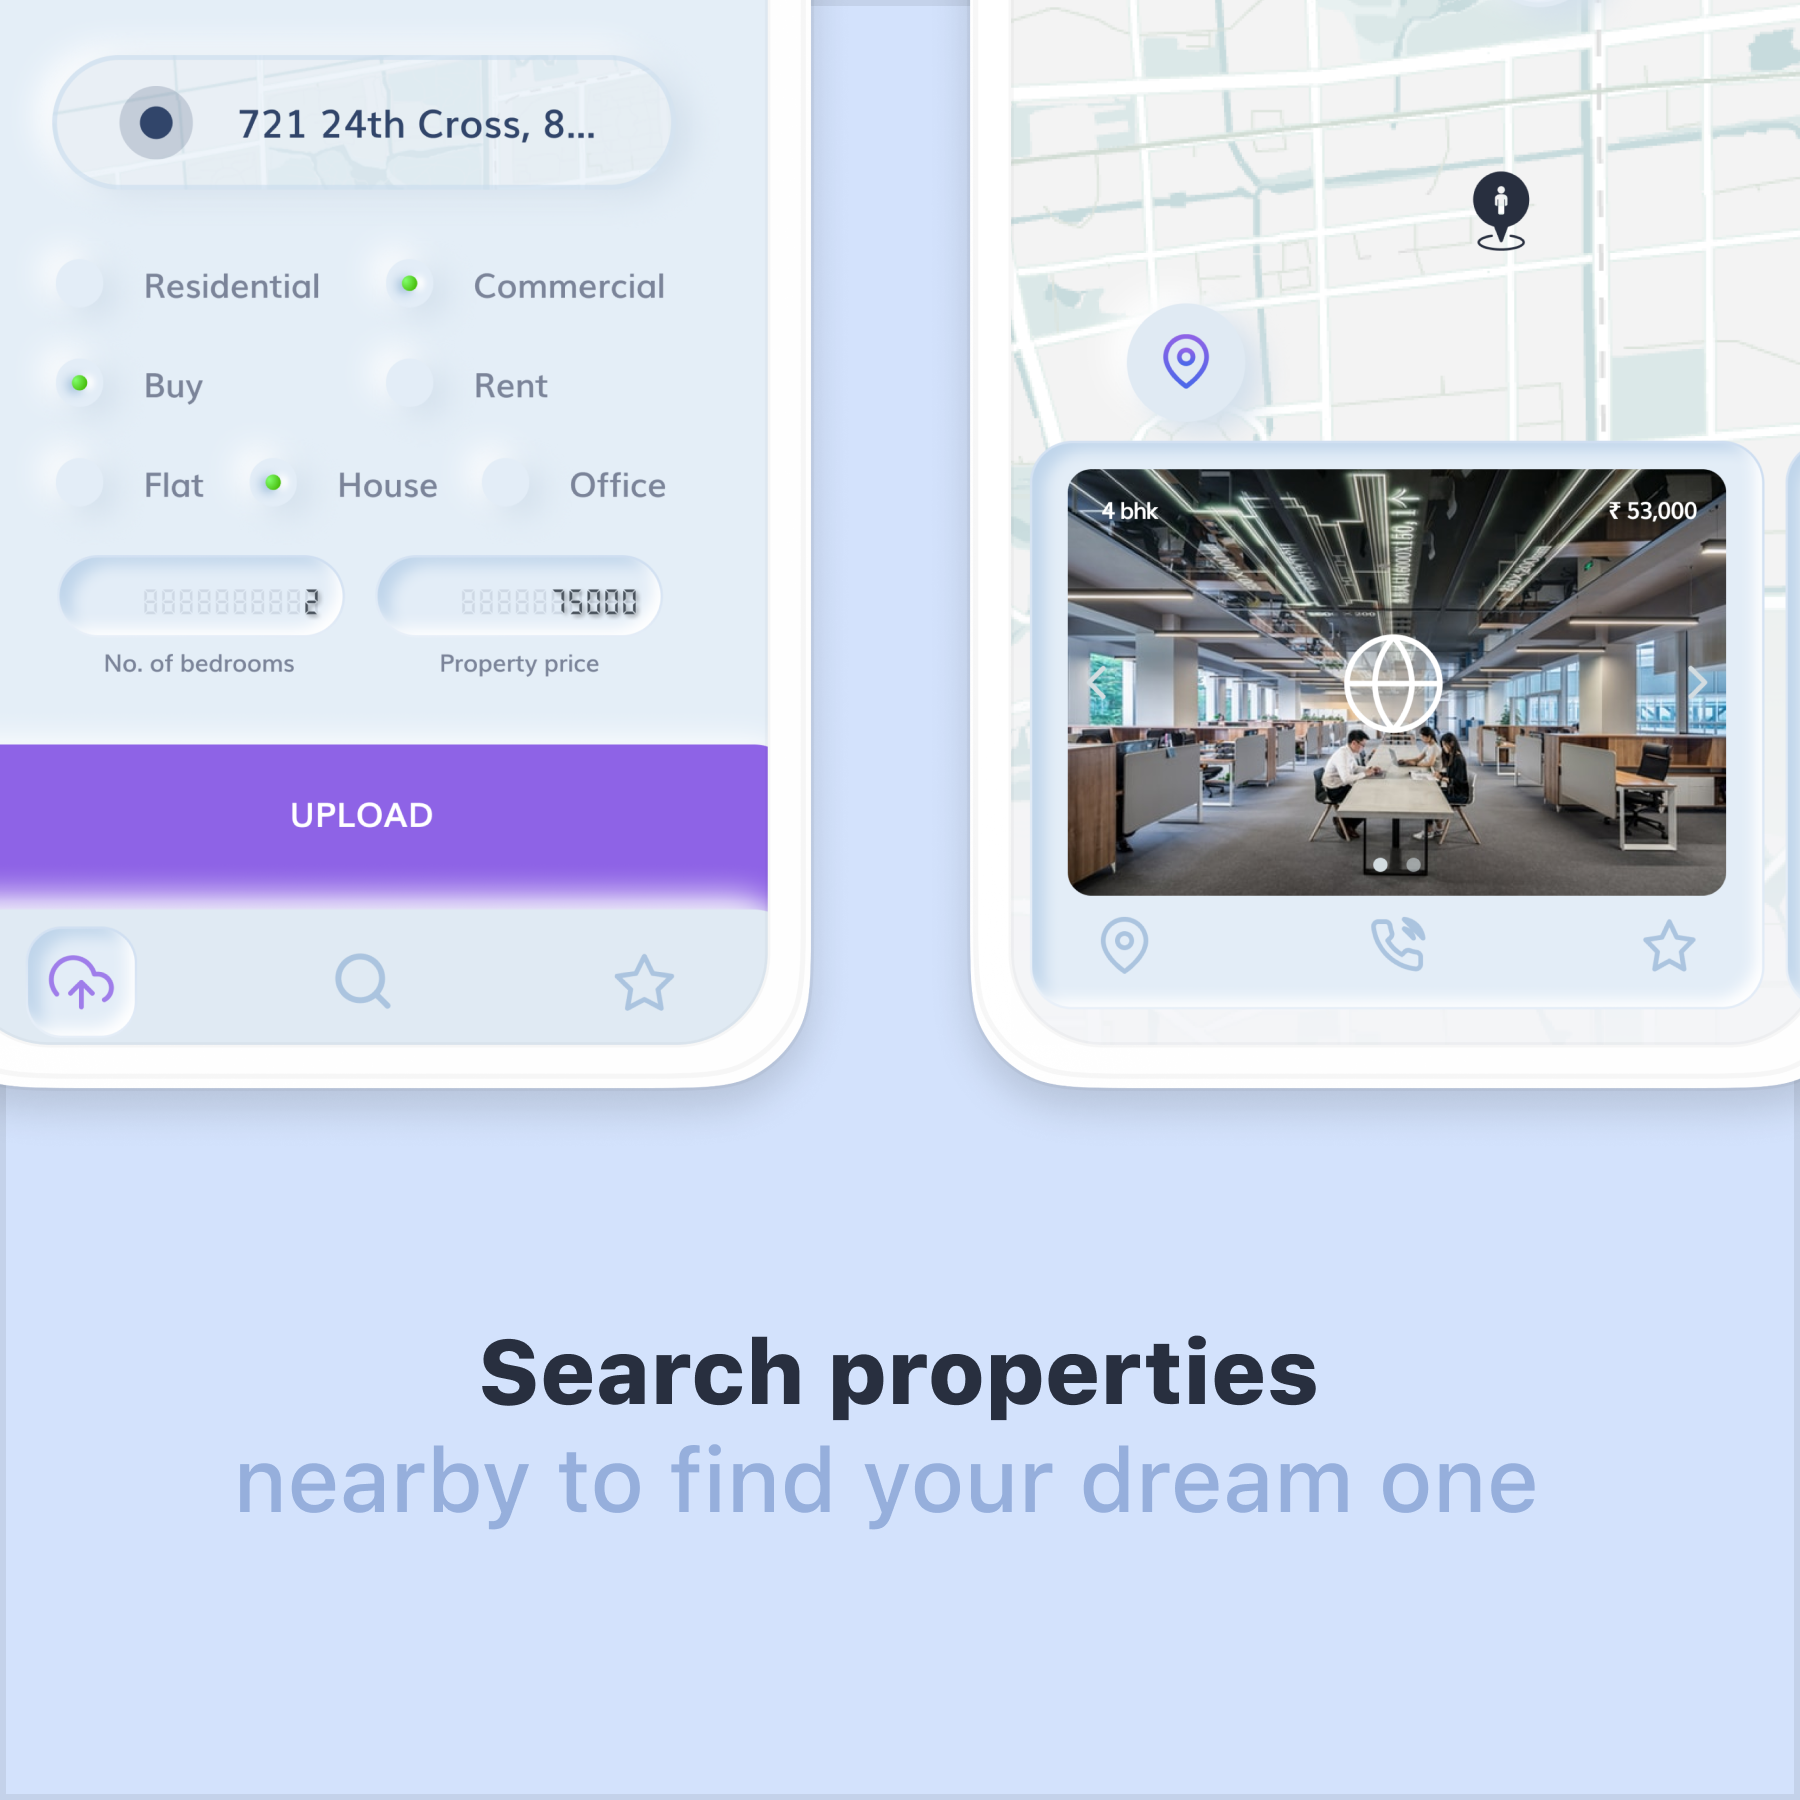 721 24th Cross, 8...
Residential
Commercial
Buy
Rent
Flat
House
Office
2
75000
No. of bedrooms
Property price
UPLOAD
4 bhk
₹ 53,000
Search properties
nearby to find your dream one